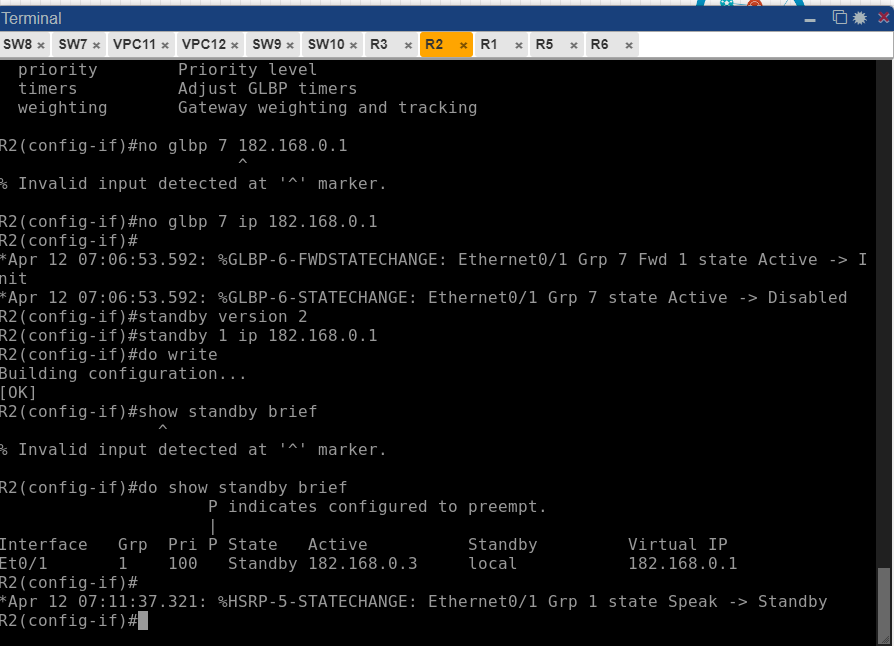 Terminal
SW8 × SW7 × VPC11 × VPC12 × SW9 × SW10 × R3 × R2 × R1 × R5 × R6 ×
priority Priority level
timers Adjust GLBP timers
weighting Gateway weighting and tracking
R2(config-if)#no glbp 7 182.168.0.1
^
% Invalid input detected at '^' marker.
R2(config-if)#no glbp 7 ip 182.168.0.1
R2(config-if)#
*Apr 12 07:06:53.592: %GLBP-6-FWDSTATECHANGE: Ethernet0/1 Grp 7 Fwd 1 state Active -> I
nit
*Apr 12 07:06:53.592: %GLBP-6-STATECHANGE: Ethernet0/1 Grp 7 state Active -> Disabled
R2(config-if)#standby version 2
R2(config-if)#standby 1 ip 182.168.0.1
R2(config-if)#do write
Building configuration...
[OK]
R2(config-if)#show standby brief
^
% Invalid input detected at '^' marker.
R2(config-if)#do show standby brief
P indicates configured to preempt.
|
Interface Grp Pri P State Active Standby Virtual IP
Et0/1 1 100 Standby 182.168.0.3 local 182.168.0.1
R2(config-if)#
*Apr 12 07:11:37.321: %HSRP-5-STATECHANGE: Ethernet0/1 Grp 1 state Speak -> Standby
R2(config-if)#